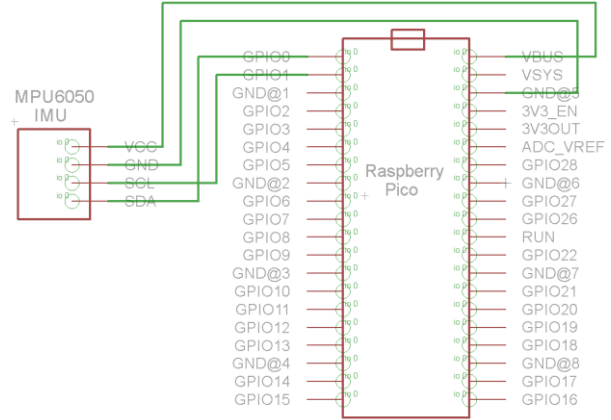 MPU6050
IMU
VCC
GND
SCL
SDA
GPIO0
GPIO1
GND@1
GPIO2
GPIO3
GPIO4
GPIO5
GND@2
GPIO6
GPIO7
GPIO8
GPIO9
GND@3
GPIO10
GPIO11
GPIO12
GPIO13
GND@4
GPIO14
GPIO15
Raspberry
Pico
VBUS
VSYS
GND@5
3V3_EN
3V3OUT
ADC_VREF
GPIO28
GND@6
GPIO27
GPIO26
RUN
GPIO22
GND@7
GPIO21
GPIO20
GPIO19
GPIO18
GND@8
GPIO17
GPIO16